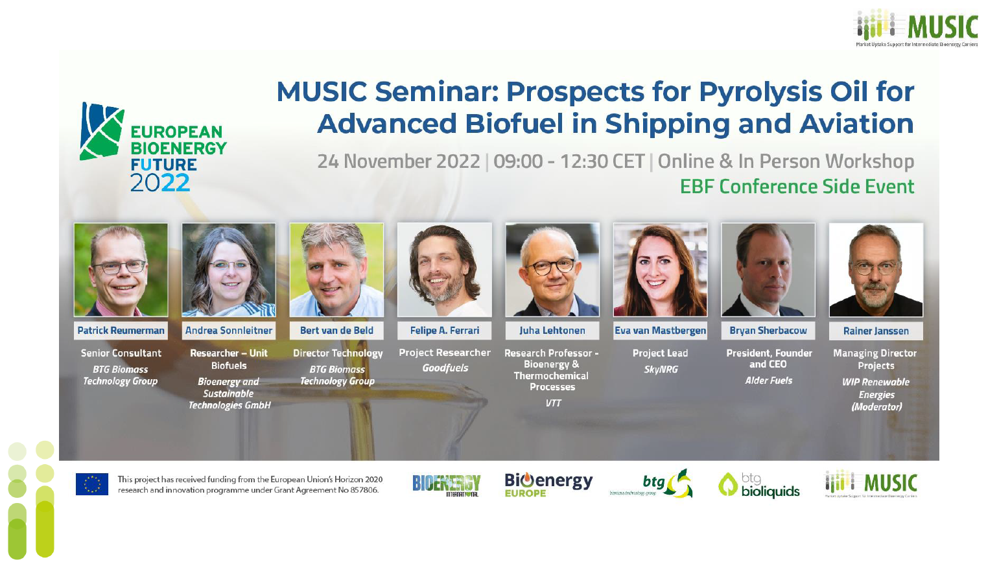 MUSIC
Market Uptake Support for Intermediate Bioenergy Carriers
MUSIC Seminar: Prospects for Pyrolysis Oil for
Advanced Biofuel in Shipping and Aviation
EUROPEAN
BIOENERGY
FUTURE
2022
24 November 2022 | 09:00 - 12:30 CET | Online & In Person Workshop
EBF Conference Side Event
Patrick Reumerman
Senior Consultant
BTG Biomass
Technology Group
Andrea Sonnleitner
Researcher – Unit
Biofuels
Bioenergy and
Sustainable
Technologies GmbH
Bert van de Beld
Director Technology
BTG Biomass
Technology Group
Felipe A. Ferrari
Project Researcher
Goodfuels
Juha Lehtonen
Research Professor -
Bioenergy &
Thermochemical
Processes
VTT
Eva van Mastbergen
Project Lead
SkyNRG
Bryan Sherbacow
President, Founder
and CEO
Alder Fuels
Rainer Janssen
Managing Director
Projects
WIP Renewable
Energies
(Moderator)
This project has received funding from the European Union's Horizon 2020
research and innovation programme under Grant Agreement No 857806.
BIOENERGY
INTERNATIONAL
Bioenergy
EUROPE
btg
biomass technology group
btg
bioliquids
MUSIC
Market Uptake Support for Intermediate Bioenergy Carriers